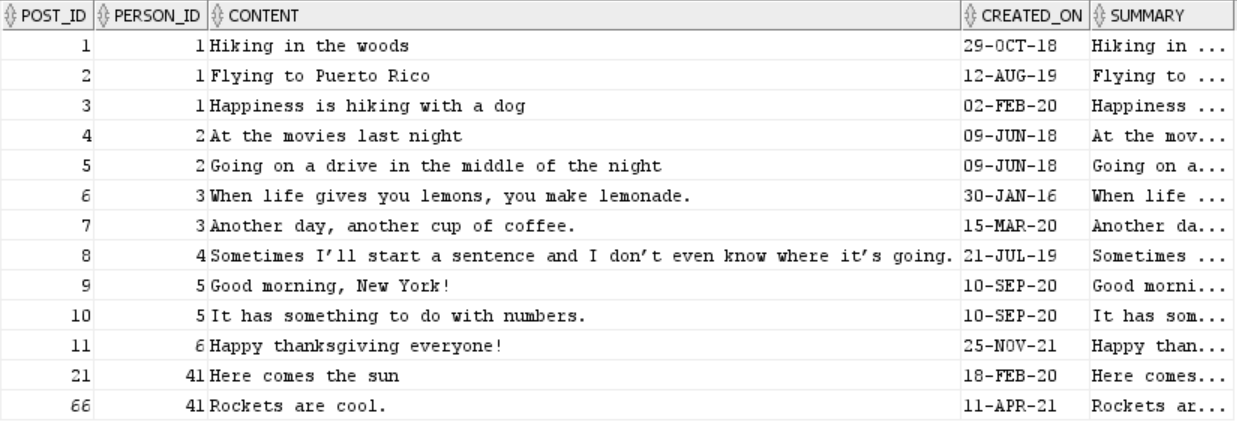 POST_ID PERSON_ID CONTENT CREATED_ON SUMMARY
1 1 Hiking in the woods 29-OCT-18 Hiking in ...
2 1 Flying to Puerto Rico 12-AUG-19 Flying to ...
3 1 Happiness is hiking with a dog 02-FEB-20 Happiness ...
4 2 At the movies last night 09-JUN-18 At the mov...
5 2 Going on a drive in the middle of the night 09-JUN-18 Going on a...
6 3 When life gives you lemons, you make lemonade. 30-JAN-16 When life ...
7 3 Another day, another cup of coffee. 15-MAR-20 Another da...
8 4 Sometimes I’ll start a sentence and I don’t even know where it’s going. 21-JUL-19 Sometimes ...
9 5 Good morning, New York! 10-SEP-20 Good morni...
10 5 It has something to do with numbers. 10-SEP-20 It has som...
11 6 Happy thanksgiving everyone! 25-NOV-21 Happy than...
21 41 Here comes the sun 18-FEB-20 Here comes...
66 41 Rockets are cool. 11-APR-21 Rockets ar...